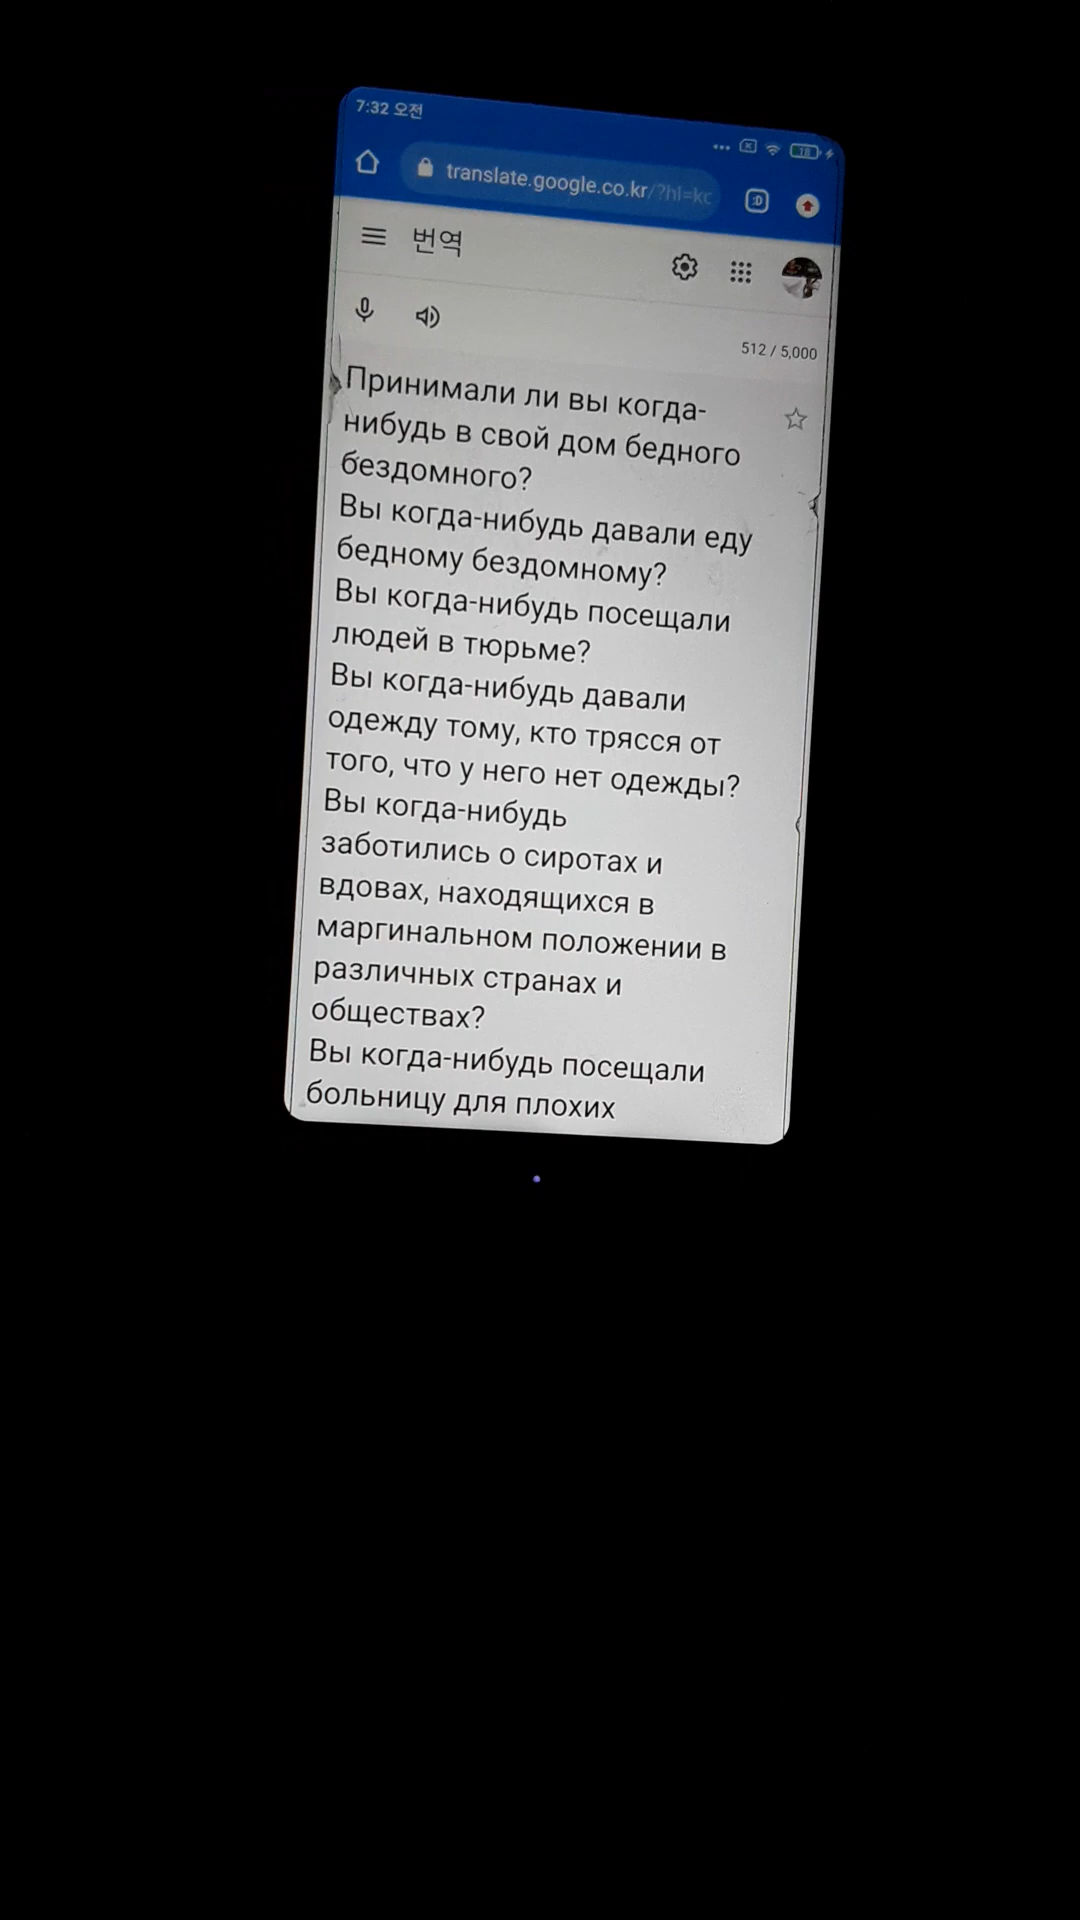 7:32 오전
18
translate.google.co.kr/?hl=kc
:D
번역
512 / 5,000
Принимали ли вы когда-
нибудь в свой дом бедного
бездомного?
Вы когда-нибудь давали еду
бедному бездомному?
Вы когда-нибудь посещали
людей в тюрьме?
Вы когда-нибудь давали
одежду тому, кто трясся от
того, что у него нет одежды?
Вы когда-нибудь
заботились о сиротах и
вдовах, находящихся в
маргинальном положении в
различных странах и
обществах?
Вы когда-нибудь посещали
больницу для плохих